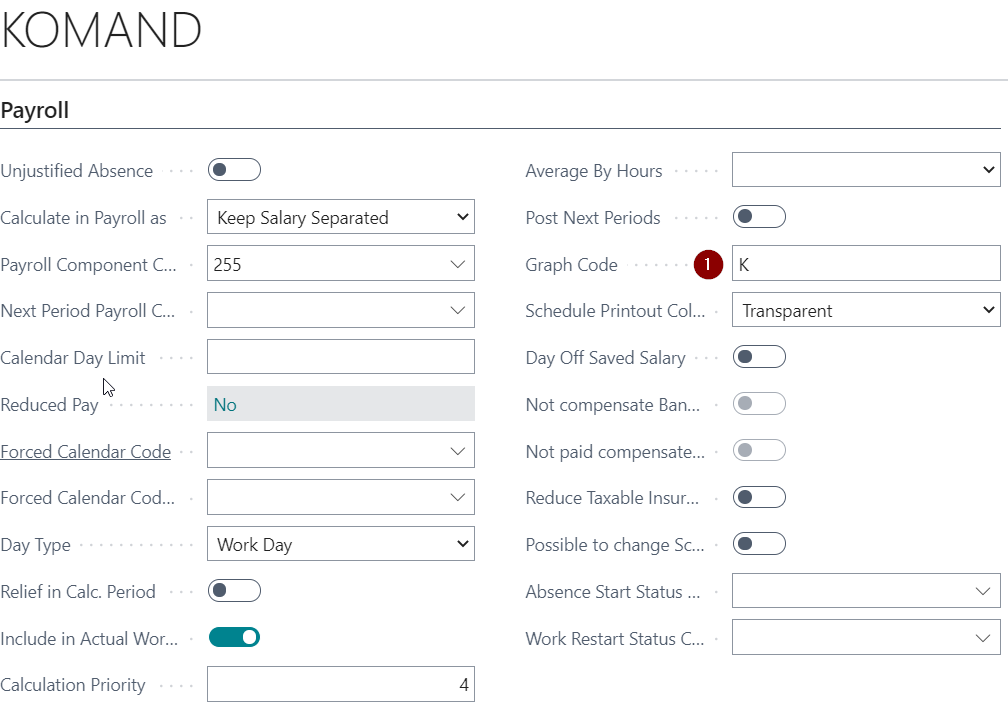 KOMAND
Payroll
Unjustified Absence
Calculate in Payroll as Keep Salary Separated
Payroll Component C... 255
Next Period Payroll C...
Calendar Day Limit
Reduced Pay No
Forced Calendar Code
Forced Calendar Cod...
Day Type Work Day
Relief in Calc. Period
Include in Actual Wor...
Calculation Priority 4
Average By Hours
Post Next Periods
Graph Code 1 K
Schedule Printout Col... Transparent
Day Off Saved Salary
Not compensate Ban...
Not paid compensate...
Reduce Taxable Insur...
Possible to change Sc...
Absence Start Status ...
Work Restart Status C...